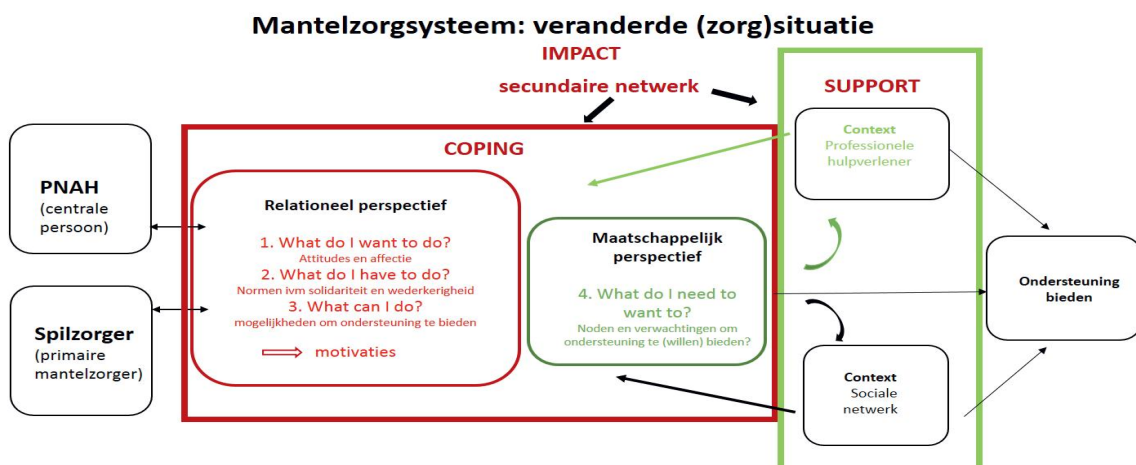 Mantelzorgsysteem: veranderde (zorg)situatie
IMPACT
secundaire netwerk
SUPPORT
COPING
PNAH
(centrale
persoon)
Spilzorger
(primaire
mantelzorger)
Relationeel perspectief
1. What do I want to do?
Attitudes en affectie
2. What do I have to do?
Normen ivm solidariteit en wederkerigheid
3. What can I do?
mogelijkheden om ondersteuning te bieden
motivaties
Maatschappelijk
perspectief
4. What do I need to
want to?
Noden en verwachtingen om
ondersteuning te (willen) bieden?
Context
Professionele
hulpverlener
Context
Sociale
netwerk
Ondersteuning
bieden